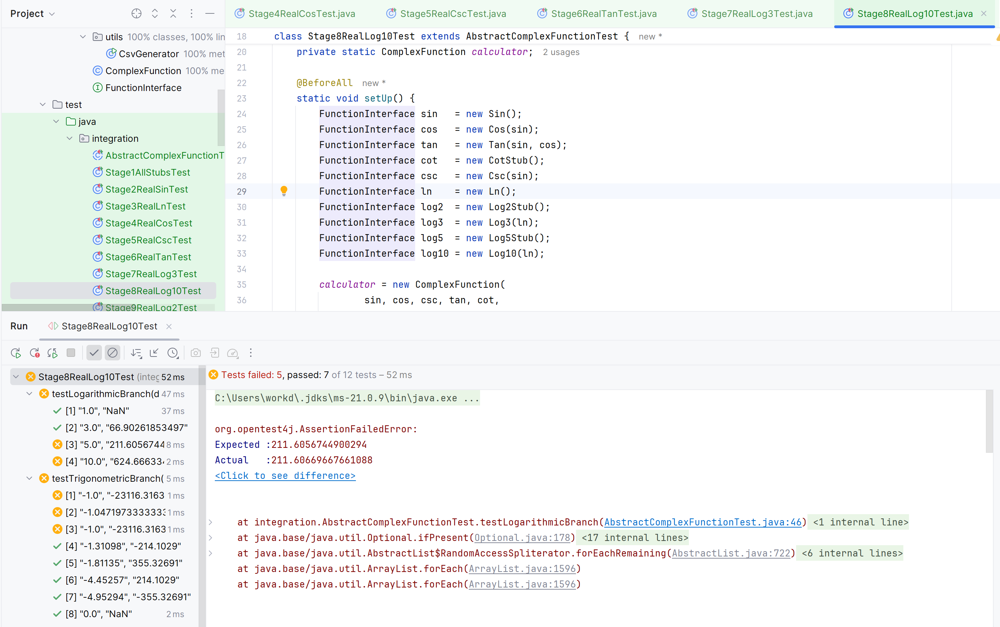 Project
Stage4RealCosTest.java
Stage5RealCscTest.java
Stage6RealTanTest.java
Stage7RealLog3Test.java
Stage8RealLog10Test.java
utils 100% classes, 100% lin
CsvGenerator 100% met
ComplexFunction 100% me
FunctionInterface
test
java
integration
AbstractComplexFunctionT
Stage1AllStubsTest
Stage2RealSinTest
Stage3RealLnTest
Stage4RealCosTest
Stage5RealCscTest
Stage6RealTanTest
Stage7RealLog3Test
Stage8RealLog10Test
Stage9RealLog2Test
18 class Stage8RealLog10Test extends AbstractComplexFunctionTest { new *
20 private static ComplexFunction calculator; 2 usages
21
22 @BeforeAll new *
23 static void setUp() {
24 FunctionInterface sin = new Sin();
25 FunctionInterface cos = new Cos(sin);
26 FunctionInterface tan = new Tan(sin, cos);
27 FunctionInterface cot = new CotStub();
28 FunctionInterface csc = new Csc(sin);
29 FunctionInterface ln = new Ln();
30 FunctionInterface log2 = new Log2Stub();
31 FunctionInterface log3 = new Log3(ln);
32 FunctionInterface log5 = new Log5Stub();
33 FunctionInterface log10 = new Log10(ln);
34
35 calculator = new ComplexFunction(
36 sin, cos, csc, tan, cot,
Run
Stage8RealLog10Test
Stage8RealLog10Test (integ 52 ms
testLogarithmicBranch(d 47 ms
[1] "1.0", "NaN" 37 ms
[2] "3.0", "66.90261853497"
[3] "5.0", "211.6056744 8 ms
[4] "10.0", "624.66633 2 ms
testTrigonometricBranch( 5 ms
[1] "-1.0", "-23116.3163 1 ms
[2] "-1.0471973333333 1 ms
[3] "-1.0", "-23116.3163 1 ms
[4] "-1.31098", "-214.1029"
[5] "-1.81135", "355.32691"
[6] "-4.45257", "214.1029"
[7] "-4.95294", "-355.32691"
[8] "0.0", "NaN" 2 ms
Tests failed: 5, passed: 7 of 12 tests – 52 ms
C:\Users\workd\.jdks\ms-21.0.9\bin\java.exe ...
org.opentest4j.AssertionFailedError:
Expected :211.6056744900294
Actual :211.60669667661088
<Click to see difference>
at integration.AbstractComplexFunctionTest.testLogarithmicBranch(AbstractComplexFunctionTest.java:46) <1 internal line>
at java.base/java.util.Optional.ifPresent(Optional.java:178) <17 internal lines>
at java.base/java.util.AbstractList$RandomAccessSpliterator.forEachRemaining(AbstractList.java:722) <6 internal lines>
at java.base/java.util.ArrayList.forEach(ArrayList.java:1596)
at java.base/java.util.ArrayList.forEach(ArrayList.java:1596)